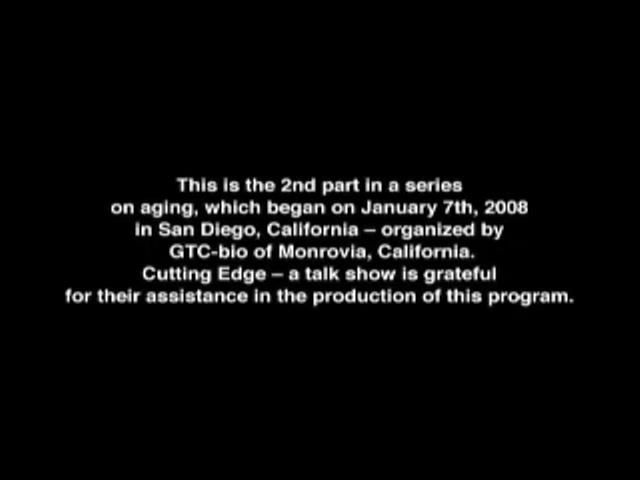 This is the 2nd part in a series
on aging, which began on January 7th, 2008
in San Diego, California – organized by
GTC-bio of Monrovia, California.
Cutting Edge – a talk show is grateful
for their assistance in the production of this program.